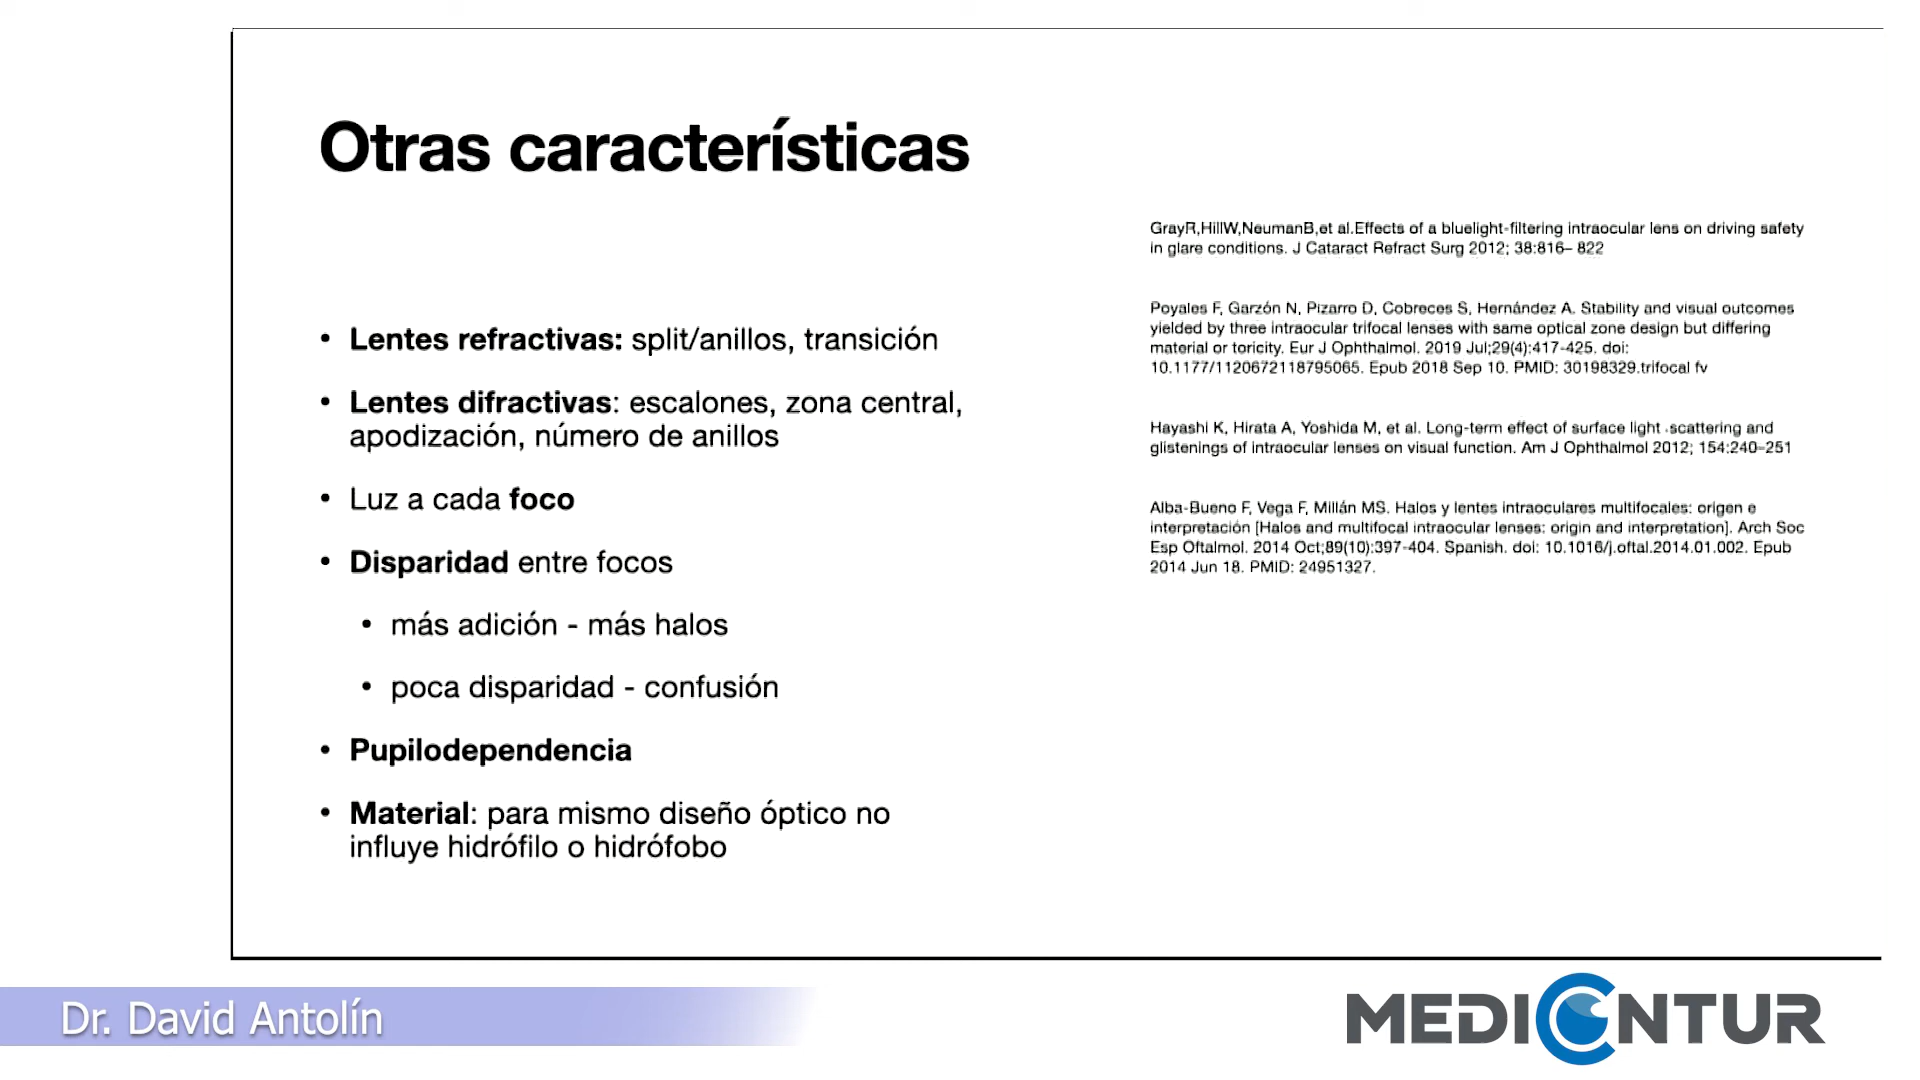 Otras características
• Lentes refractivas: split/anillos, transición
• Lentes difractivas: escalones, zona central,
apodización, número de anillos
• Luz a cada foco
• Disparidad entre focos
• más adición - más halos
• poca disparidad - confusión
• Pupilodependencia
• Material: para mismo diseño óptico no
influye hidrófilo o hidrófobo
GrayR,HillW,NeumanB,et al.Effects of a bluelight-filtering intraocular lens on driving safety
in glare conditions. J Cataract Refract Surg 2012; 38:816– 822
Poyales F, Garzón N, Pizarro D, Cobreces S, Hernández A. Stability and visual outcomes
yielded by three intraocular trifocal lenses with same optical zone design but differing
material or toricity. Eur J Ophthalmol. 2019 Jul;29(4):417-425. doi:
10.1177/1120672118795065. Epub 2018 Sep 10. PMID: 30198329.trifocal fv
Hayashi K, Hirata A, Yoshida M, et al. Long-term effect of surface light scattering and
glistenings of intraocular lenses on visual function. Am J Ophthalmol 2012; 154:240–251
Alba-Bueno F, Vega F, Millán MS. Halos y lentes intraoculares multifocales: origen e
interpretación [Halos and multifocal intraocular lenses: origin and interpretation]. Arch Soc
Esp Oftalmol. 2014 Oct;89(10):397-404. Spanish. doi: 10.1016/j.oftal.2014.01.002. Epub
2014 Jun 18. PMID: 24951327.
Dr. David Antolín
MEDICONTUR